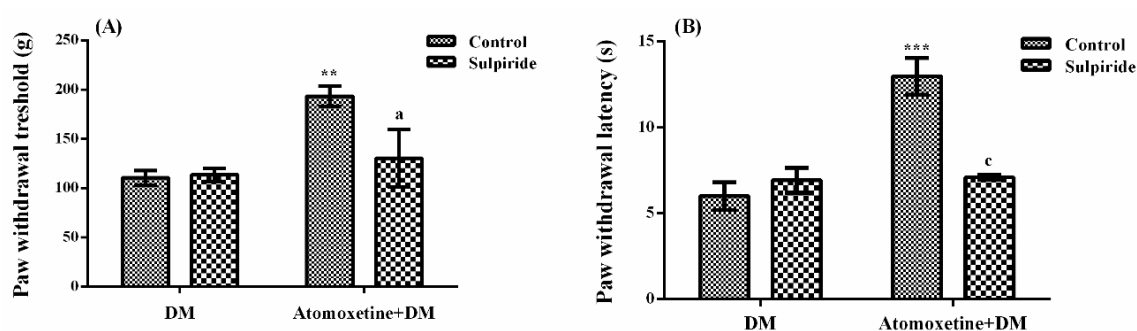 (A)
Paw withdrawal treshold (g)
250
200
150
100
50
0
Control
Sulpiride
**
a
DM
Atomoxetine+DM
(B)
Paw withdrawal latency (s)
15
10
5
0
Control
Sulpiride
***
c
DM
Atomoxetine+DM